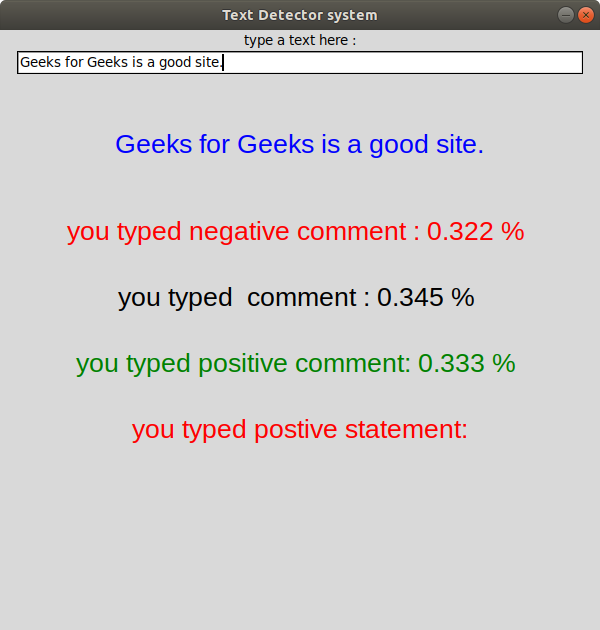 Text Detector system
type a text here :
Geeks for Geeks is a good site.
Geeks for Geeks is a good site.
you typed negative comment : 0.322 %
you typed  comment : 0.345 %
you typed positive comment: 0.333 %
you typed postive statement: